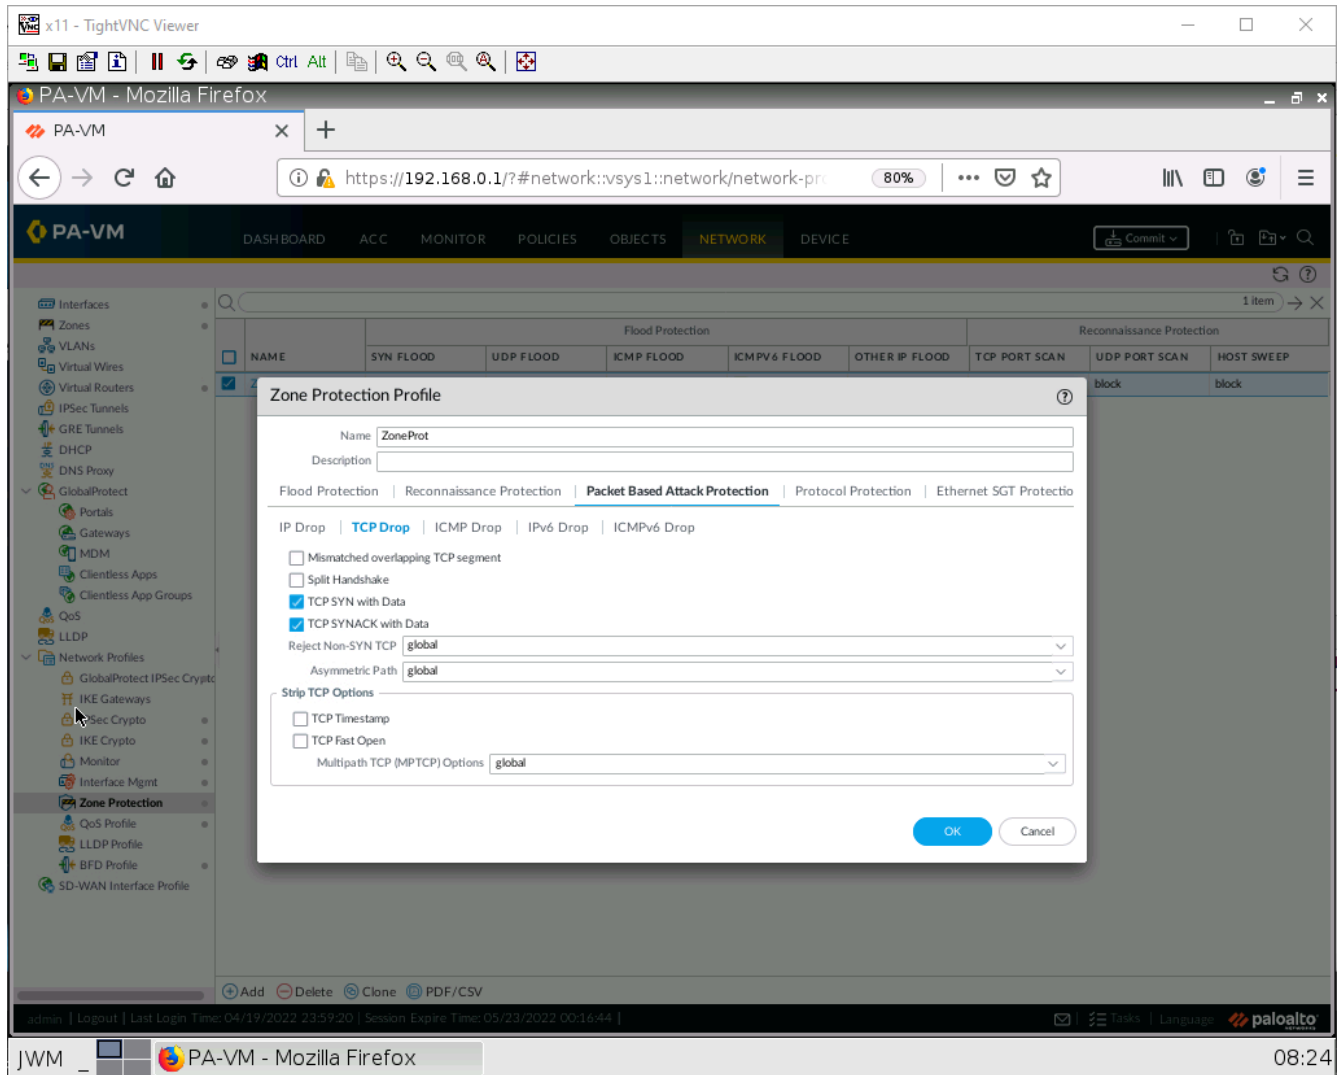 x11 - TightVNC Viewer
Ctrl Alt
PA-VM - Mozilla Firefox
PA-VM
https://192.168.0.1/?#network::vsys1::network/network-pro
80%
PA-VM
DASHBOARD ACC MONITOR POLICIES OBJECTS NETWORK DEVICE
Commit
1 item
Interfaces
Zones
VLANs
Virtual Wires
Virtual Routers
IPSec Tunnels
GRE Tunnels
DHCP
DNS Proxy
GlobalProtect
Portals
Gateways
MDM
Clientless Apps
Clientless App Groups
QoS
LLDP
Network Profiles
GlobalProtect IPSec Crypto
IKE Gateways
IPSec Crypto
IKE Crypto
Monitor
Interface Mgmt
Zone Protection
QoS Profile
LLDP Profile
BFD Profile
SD-WAN Interface Profile
Flood Protection Reconnaissance Protection
NAME SYN FLOOD UDP FLOOD ICMP FLOOD ICMPV6 FLOOD OTHER IP FLOOD TCP PORT SCAN UDP PORT SCAN HOST SWEEP
Z block block
Zone Protection Profile
Name ZoneProt
Description
Flood Protection | Reconnaissance Protection | Packet Based Attack Protection | Protocol Protection | Ethernet SGT Protectio
IP Drop | TCP Drop | ICMP Drop | IPv6 Drop | ICMPv6 Drop
Mismatched overlapping TCP segment
Split Handshake
TCP SYN with Data
TCP SYNACK with Data
Reject Non-SYN TCP global
Asymmetric Path global
Strip TCP Options
TCP Timestamp
TCP Fast Open
Multipath TCP (MPTCP) Options global
OK Cancel
Add Delete Clone PDF/CSV
admin | Logout | Last Login Time: 04/19/2022 23:59:20 | Session Expire Time: 05/23/2022 00:16:44 |
Tasks | Language paloalto NETWORKS
JWM _ PA-VM - Mozilla Firefox 08:24